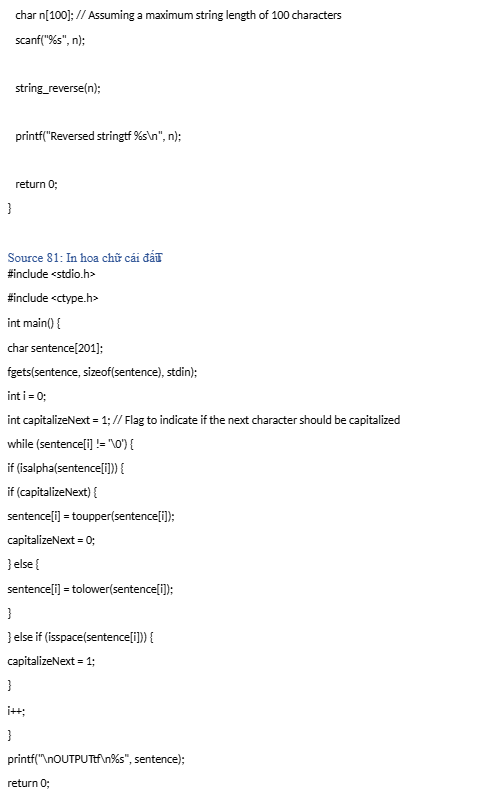 char n[100]; // Assuming a maximum string length of 100 characters
scanf("%s", n);
string_reverse(n);
printf("Reversed stringtf %s\n", n);
return 0;
}
Source 81: In hoa chữ cái
#include <stdio.h>
#include <ctype.h>
int main() {
char sentence[201];
fgets(sentence, sizeof(sentence), stdin);
int i = 0;
int capitalizeNext = 1; // Flag to indicate if the next character should be capitalized
while (sentence[i] != '\0') {
if (isalpha(sentence[i])) {
if (capitalizeNext) {
sentence[i] = toupper(sentence[i]);
capitalizeNext = 0;
} else {
sentence[i] = tolower(sentence[i]);
}
} else if (isspace(sentence[i])) {
capitalizeNext = 1;
}
i++;
}
printf("\nOUTPUTtf\n%s", sentence);
return 0;